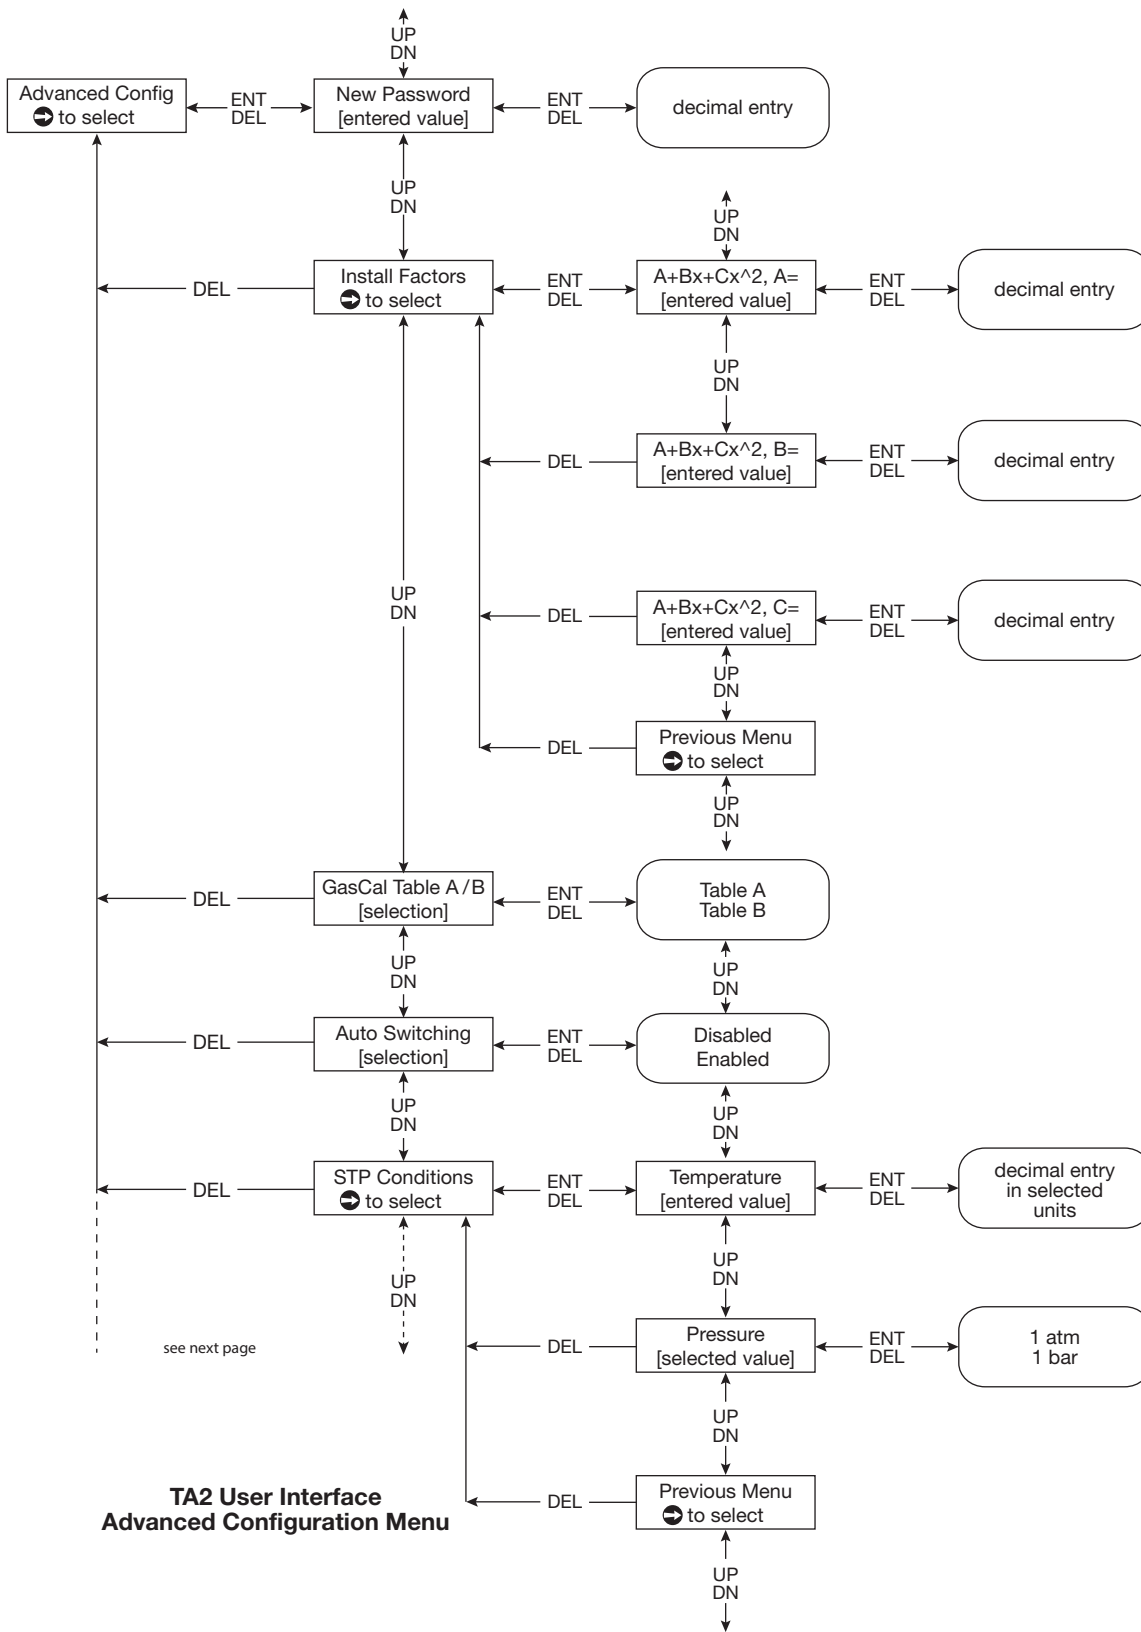 UP
DN
Advanced Config
to select
ENT
DEL
New Password
[entered value]
ENT
DEL
decimal entry
UP
DN
UP
DN
DEL
Install Factors
to select
ENT
DEL
A+Bx+Cx^2, A=
[entered value]
ENT
DEL
decimal entry
UP
DN
DEL
A+Bx+Cx^2, B=
[entered value]
ENT
DEL
decimal entry
UP
DN
DEL
A+Bx+Cx^2, C=
[entered value]
ENT
DEL
decimal entry
UP
DN
DEL
Previous Menu
to select
UP
DN
DEL
GasCal Table A/B
[selection]
ENT
DEL
Table A
Table B
UP
DN
UP
DN
DEL
Auto Switching
[selection]
ENT
DEL
Disabled
Enabled
UP
DN
UP
DN
DEL
STP Conditions
to select
ENT
DEL
Temperature
[entered value]
ENT
DEL
decimal entry
in selected
units
UP
DN
UP
DN
see next page
DEL
Pressure
[selected value]
ENT
DEL
1 atm
1 bar
UP
DN
DEL
Previous Menu
to select
TA2 User Interface
Advanced Configuration Menu
UP
DN